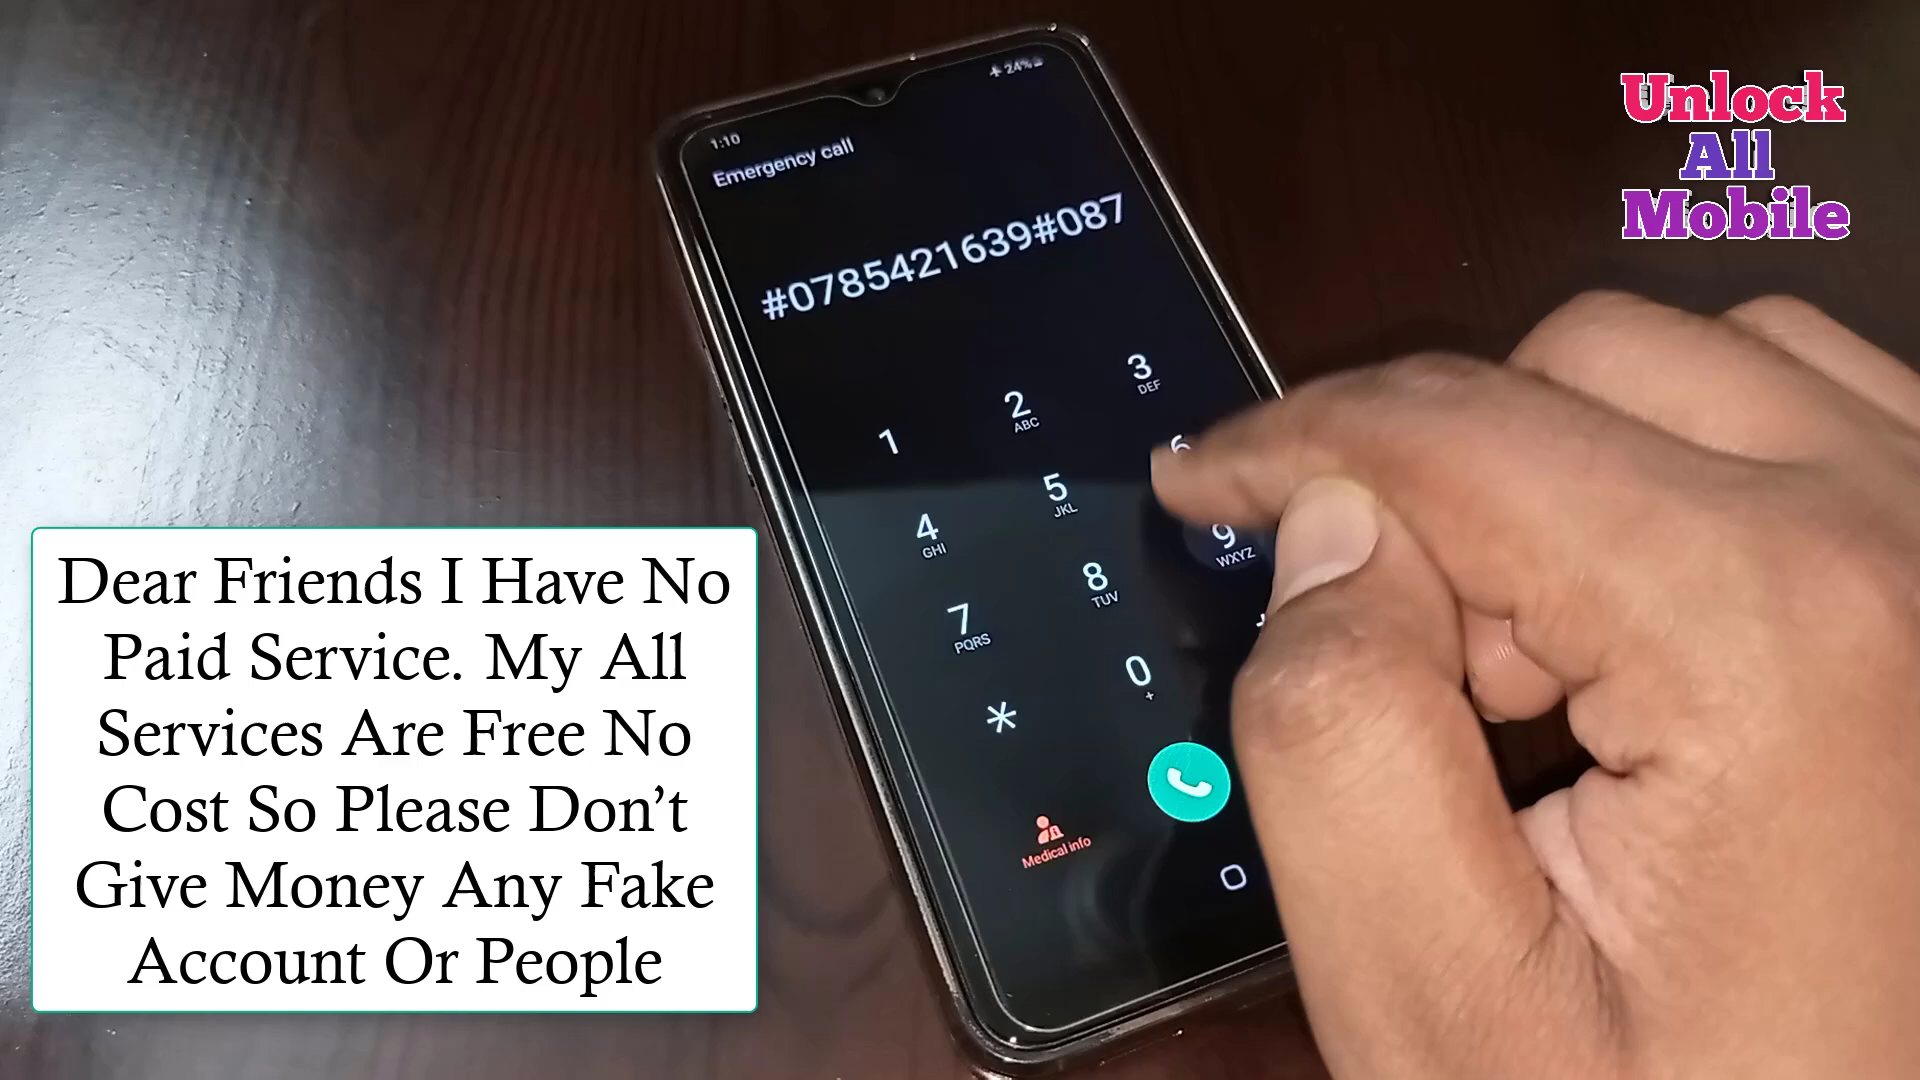 Unlock
All
Mobile
1:10
24%
Emergency call
#0785421639#087
1
2
ABC
3
DEF
4
GHI
5
JKL
6
7
PQRS
8
TUV
9
WXYZ
*
0
+
Medical info
Dear Friends I Have No
Paid Service. My All
Services Are Free No
Cost So Please Don’t
Give Money Any Fake
Account Or People